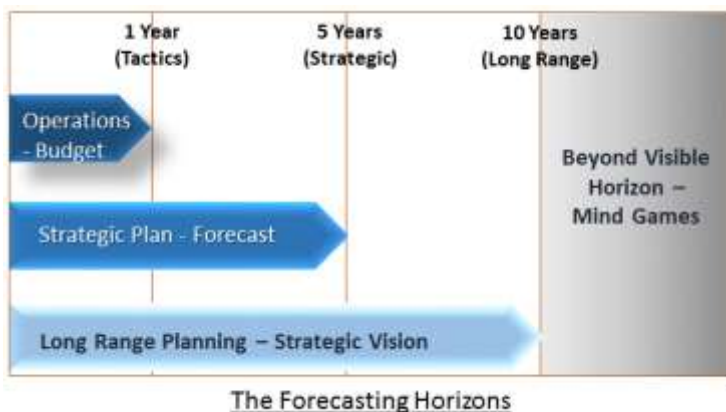 1 Year
(Tactics)
5 Years
(Strategic)
10 Years
(Long Range)
Operations
- Budget
Strategic Plan - Forecast
Long Range Planning – Strategic Vision
Beyond Visible
Horizon –
Mind Games
The Forecasting Horizons